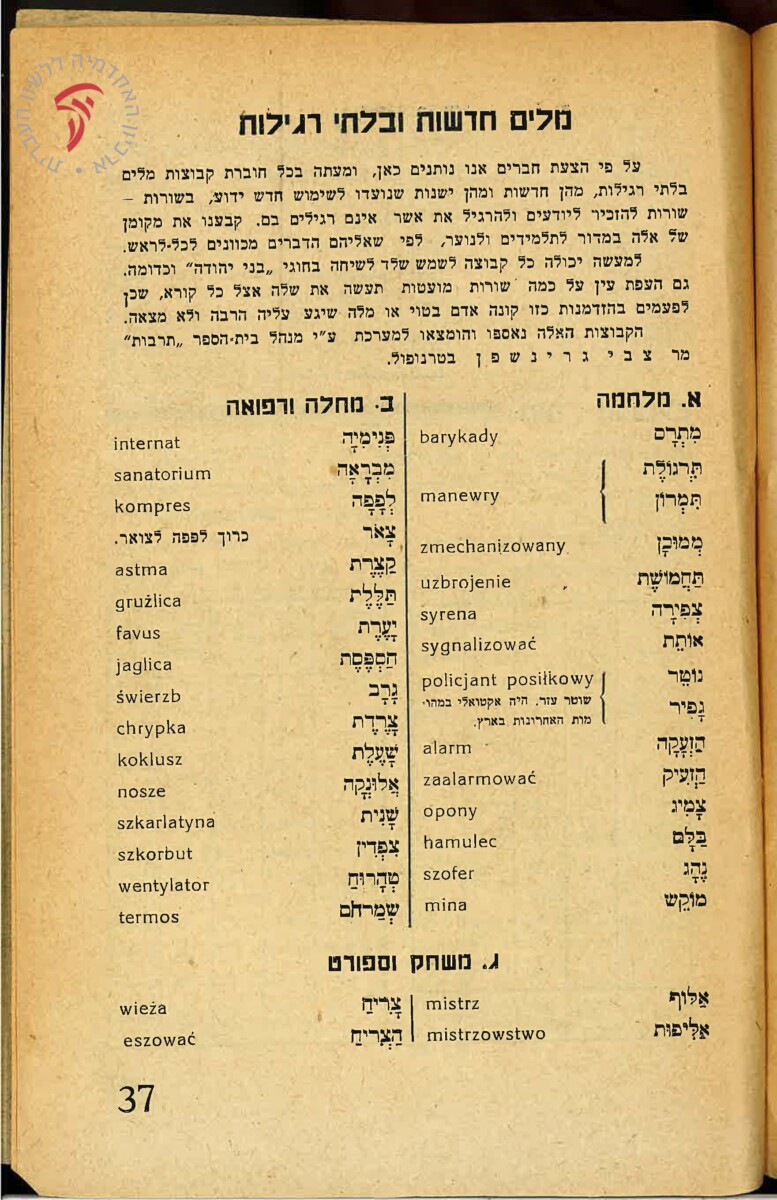 ארכיון האקדמיה ללשון העברית
מלים חדשות ובלתי רגילות
על פי הצעת חברים אנו נותנים כאן, ומעתה בכל חוברת קבוצות מלים
בלתי רגילות, מהן חדשות ומהן ישנות שנועדו לשימוש חדש ידוע, בשורות –
שורות להזכיר ליודעים ולהרגיל את אשר אינם רגילים בם. קבענו את מקומן
של אלה במדור לתלמידים ולנוער, לפי שאליהם הדברים מכוונים לכל-לראש.
למעשה יכולה כל קבוצה לשמש שלד לשיחה בחוגי „בני יהודה" וכדומה.
גם העפת עין על כמה שורות מועטות תעשה את שלה אצל כל קורא, שכן
לפעמים בהזדמנות כזו קונה אדם בטוי או מלה שיגע עליה הרבה ולא מצאה.
הקבוצות האלה נאספו והומצאו למערכת ע"י מנהל בית-הספר „תרבות"
מר צבי גרינשפן בטרנופול.
א. מלחמה
מִתְרָס barykady
תִּרְגֹּלֶת
תִּמְרוֹן manewry
מְמוּכָן zmechanizowany
תַּחֲמוֹשֶׁת uzbrojenie
צְפִירָה syrena
אוֹתֵת sygnalizować
נוֹטֵר policjant posiłkowy
גָפִיר שוטר עזר. היה אקטואלי במהו-
מות האחרונות בארץ.
הַזְעָקָה alarm
הַזְעִיק zaalarmować
צָמִיג opony
בַּלָּם hamulec
נֶהָג szofer
מוֹקֵש mina
ב. מחלה ורפואה
פְּנִימִיָה internat
מִבְרָאָה sanatorium
לְפָפָה kompres
צָאֹר כרוך לפפה לצואר.
קַצֶרֶת astma
תַּלֶּלֶת gruźlica
יָעֶרֶת favus
חַסְפֶּסֶת jaglica
גָרָב świerzb
צָרֶדֶת chrypka
שָׁעֶלֶת koklusz
אֲלוּנְקָה nosze
שָׁנִית szkarlatyna
צִפְדִין szkorbut
טְהָרוּחַ wentylator
שְׁמַרחֹם termos
ג. משחק וספורט
אַלּוּף mistrz
אַלִּיפוּת mistrzowstwo
צָרִיחַ wieża
הַצְרִיחַ eszować
37